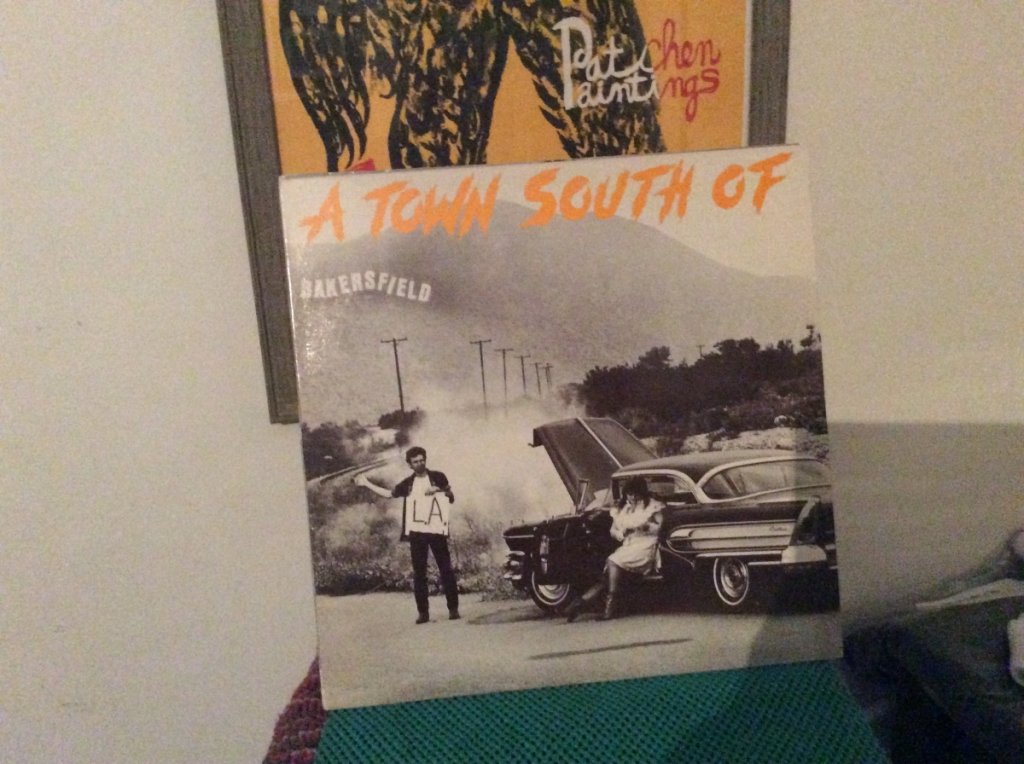 Patchen
Paintings
A TOWN SOUTH OF
BAKERSFIELD
L.A.